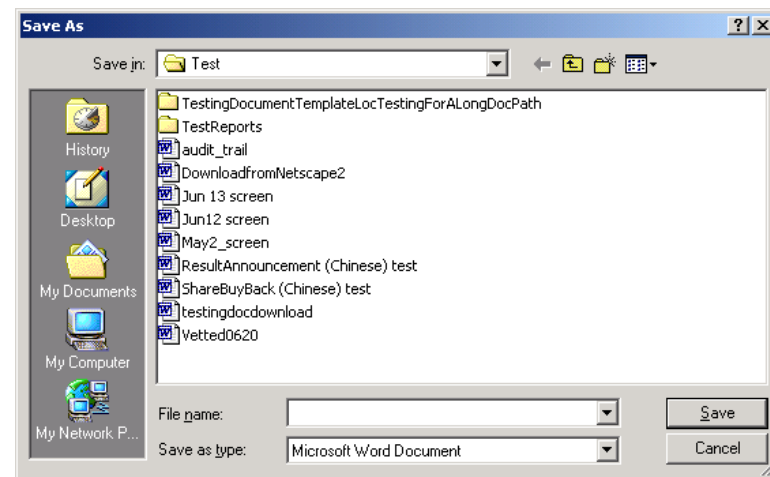 Save As
Save in:
Test
History
Desktop
My Documents
My Computer
My Network P...
TestingDocumentTemplateLocTestingForALongDocPath
TestReports
audit_trail
DownloadfromNetscape2
Jun 13 screen
Jun12 screen
May2_screen
ResultAnnouncement (Chinese) test
ShareBuyBack (Chinese) test
testingdocdownload
Vetted0620
File name:
Save
Save as type:
Microsoft Word Document
Cancel